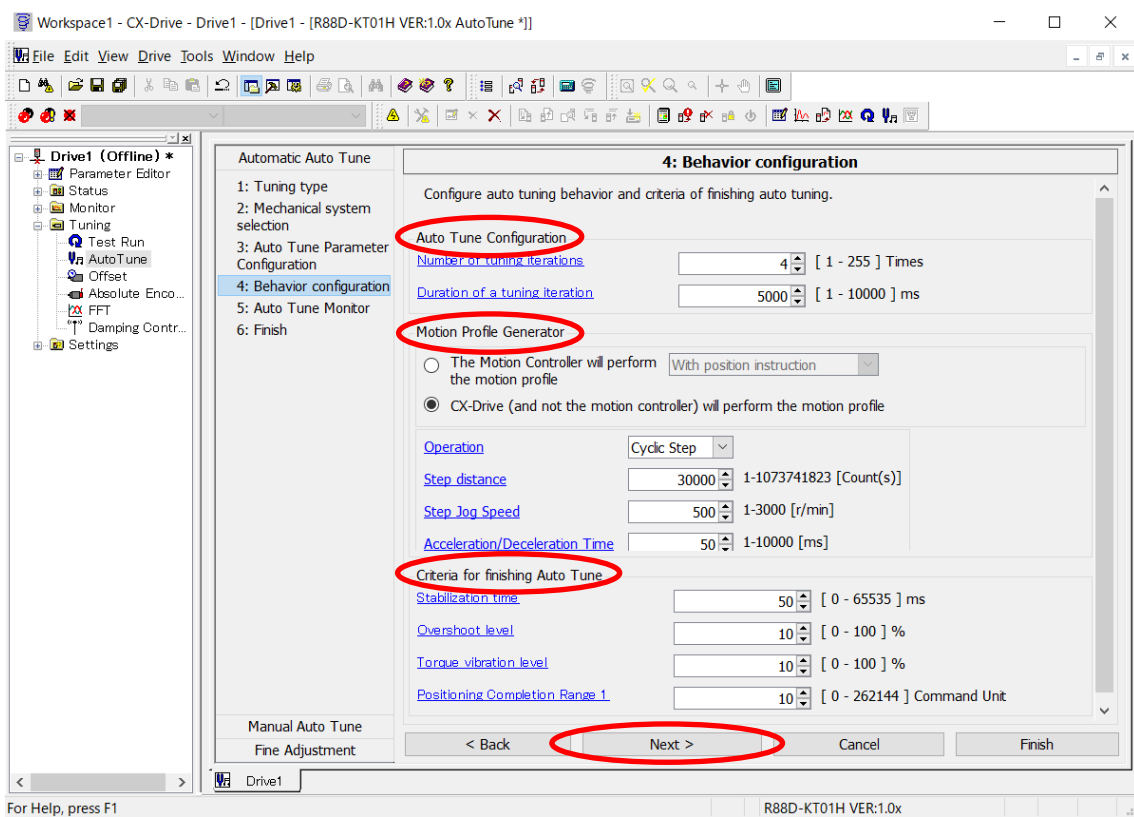 Workspace1 - CX-Drive - Drive1 - [Drive1 - [R88D-KT01H VER:1.0x AutoTune *]]
File Edit View Drive Tools Window Help
Drive1 (Offline) *
Parameter Editor
Status
Monitor
Tuning
Test Run
AutoTune
Offset
Absolute Enco...
FFT
Damping Contr...
Settings
Automatic Auto Tune
1: Tuning type
2: Mechanical system
selection
3: Auto Tune Parameter
Configuration
4: Behavior configuration
5: Auto Tune Monitor
6: Finish
Manual Auto Tune
Fine Adjustment
4: Behavior configuration
Configure auto tuning behavior and criteria of finishing auto tuning.
Auto Tune Configuration
Number of tuning iterations 4 [ 1 - 255 ] Times
Duration of a tuning iteration 5000 [ 1 - 10000 ] ms
Motion Profile Generator
The Motion Controller will perform With position instruction
the motion profile
CX-Drive (and not the motion controller) will perform the motion profile
Operation Cyclic Step
Step distance 30000 1-1073741823 [Count(s)]
Step Jog Speed 500 1-3000 [r/min]
Acceleration/Deceleration Time 50 1-10000 [ms]
Criteria for finishing Auto Tune
Stabilization time 50 [ 0 - 65535 ] ms
Overshoot level 10 [ 0 - 100 ] %
Torque vibration level 10 [ 0 - 100 ] %
Positioning Completion Range 1 10 [ 0 - 262144 ] Command Unit
< Back Next > Cancel Finish
Drive1
For Help, press F1 R88D-KT01H VER:1.0x